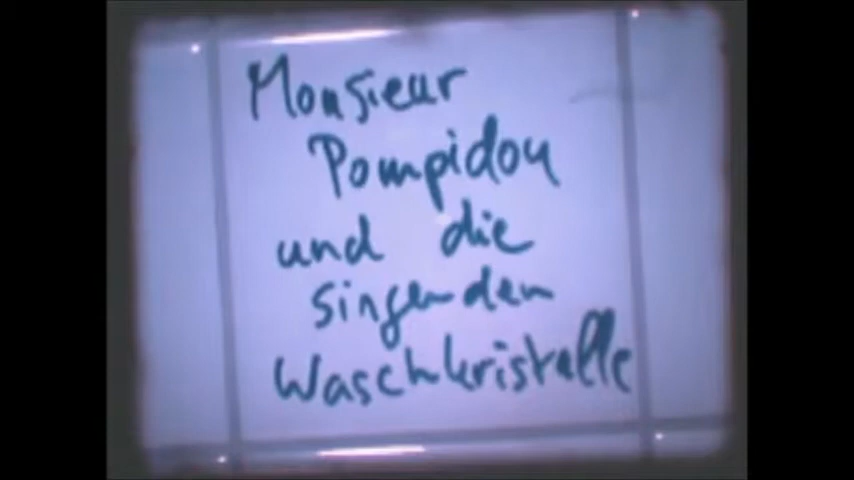 Monsieur
Pompidou
und die
singenden
Waschkristalle